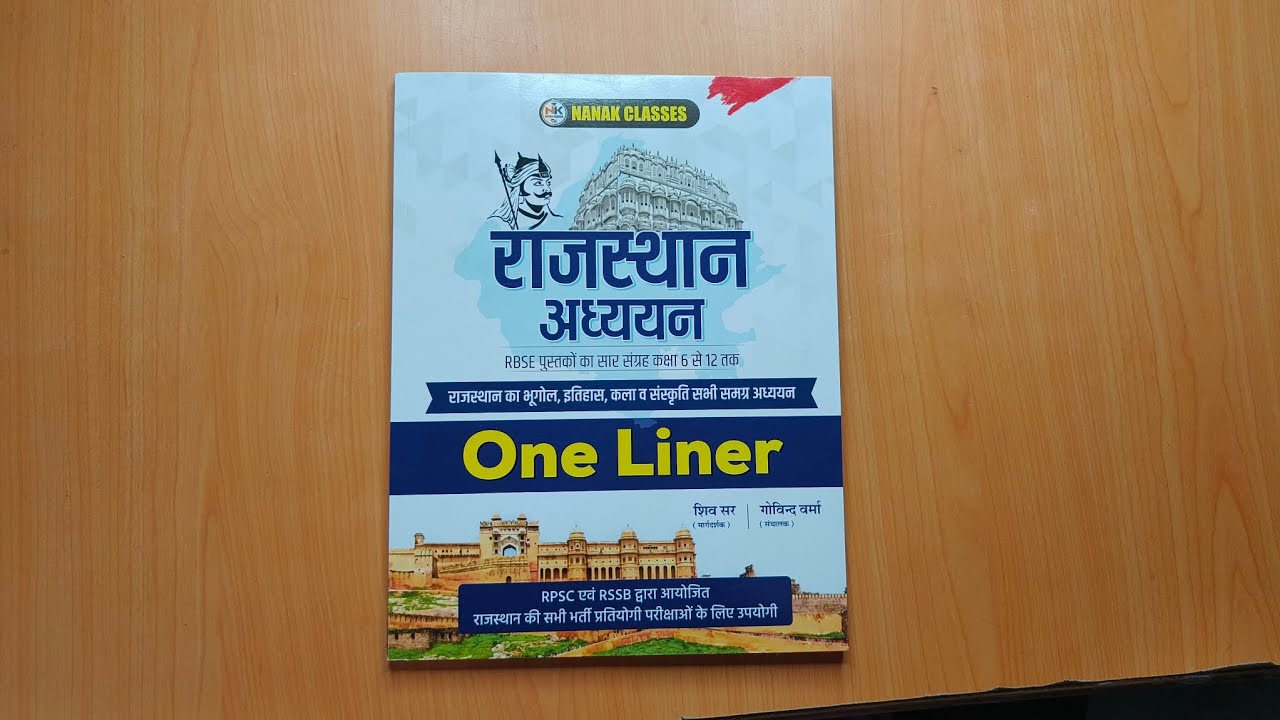 NK
NANAK CLASSES
राजस्थान
अध्ययन
RBSE पुस्तकों का सार संग्रह कक्षा 6 से 12 तक
राजस्थान का भूगोल, इतिहास, कला व संस्कृति सभी समग्र अध्ययन
One Liner
शिव सर | गोविन्द वर्मा
( मार्गदर्शक ) ( संचालक )
RPSC एवं RSSB द्वारा आयोजित
राजस्थान की सभी भर्ती प्रतियोगी परीक्षाओं के लिए उपयोगी